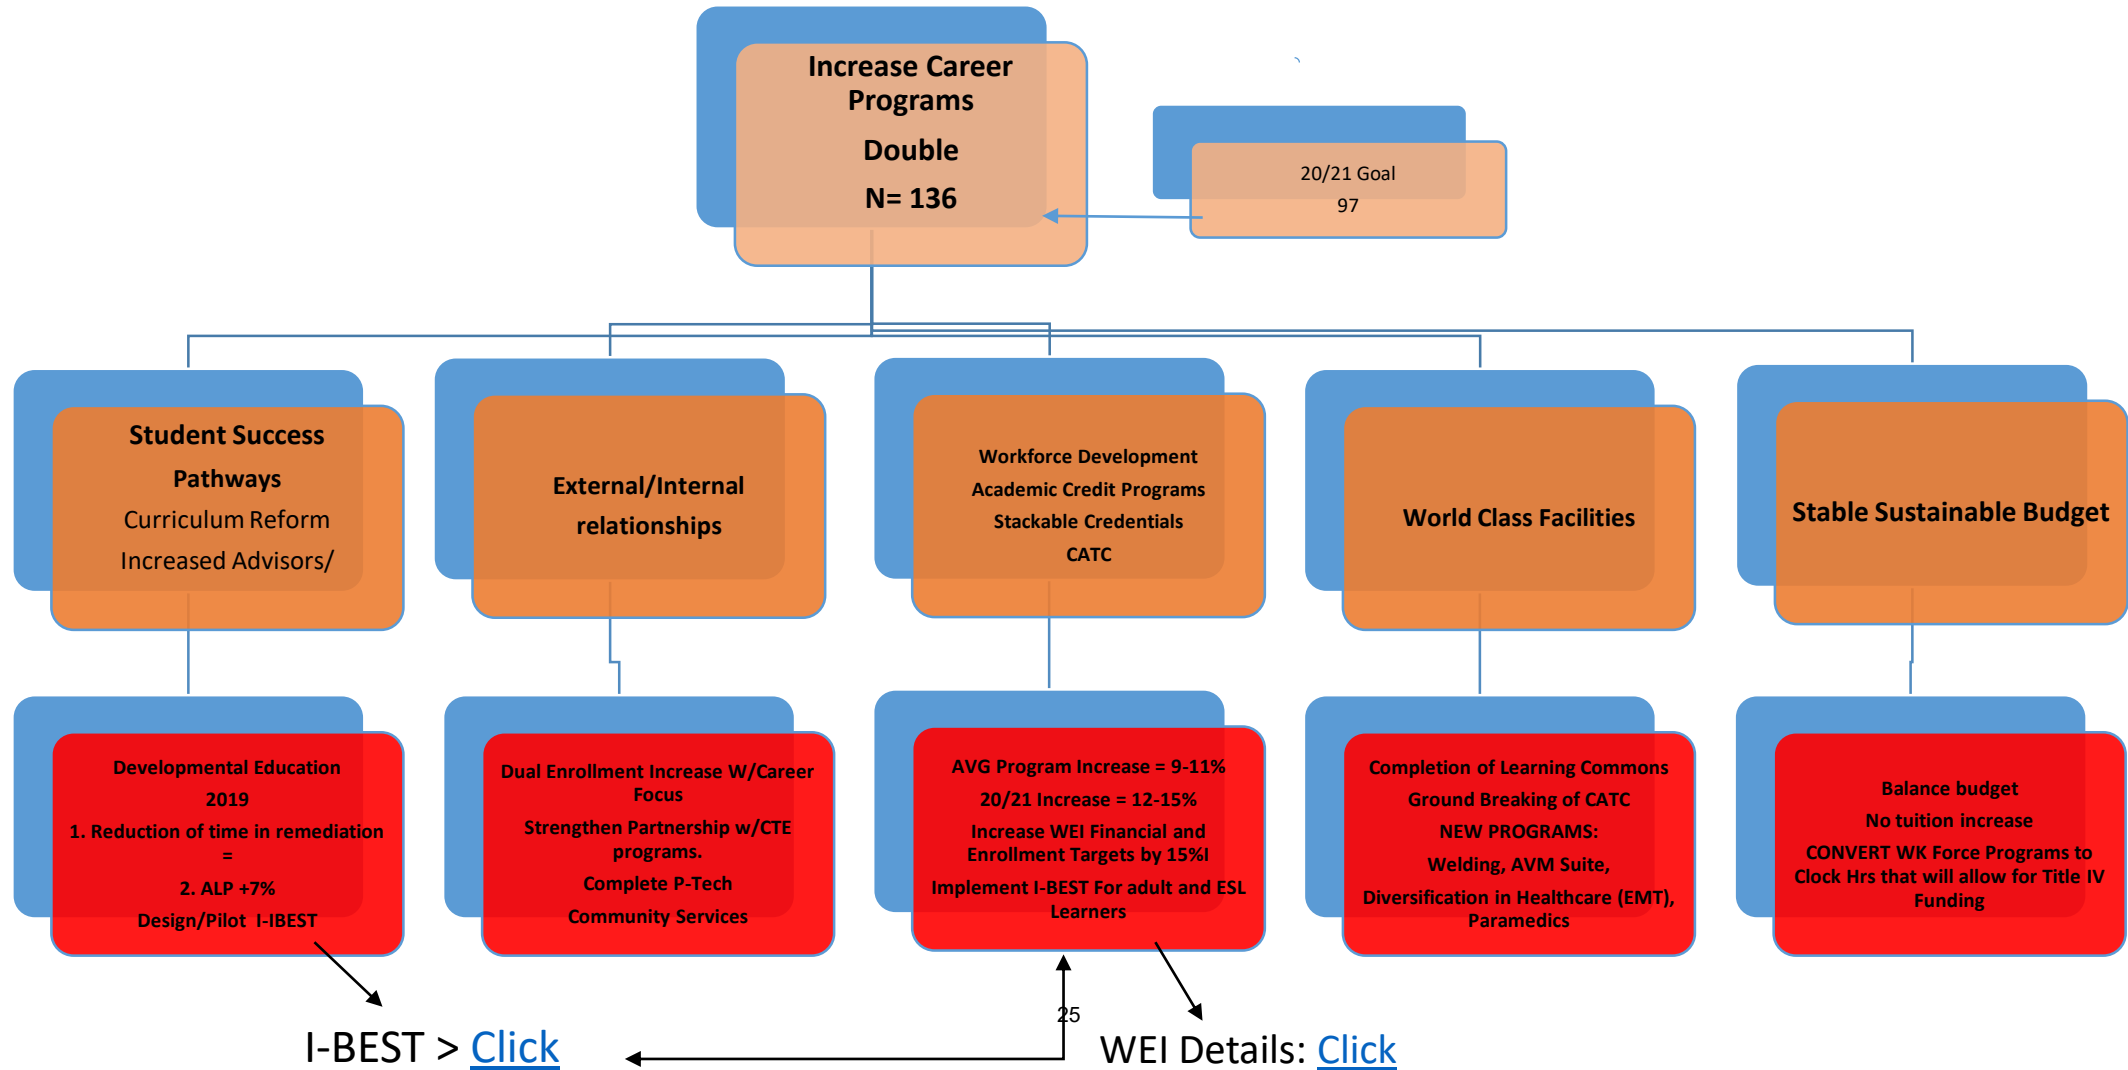 Increase Career
Programs
Double
N= 136
20/21 Goal
97
Student Success
Pathways
Curriculum Reform
Increased Advisors/
External/Internal
relationships
Workforce Development
Academic Credit Programs
Stackable Credentials
CATC
World Class Facilities
Stable Sustainable Budget
Developmental Education
2019
1. Reduction of time in remediation
=
2. ALP +7%
Design/Pilot I-IBEST
Dual Enrollment Increase W/Career
Focus
Strengthen Partnership w/CTE
programs.
Complete P-Tech
Community Services
AVG Program Increase = 9-11%
20/21 Increase = 12-15%
Increase WEI Financial and
Enrollment Targets by 15%I
Implement I-BEST For adult and ESL
Learners
Completion of Learning Commons
Ground Breaking of CATC
NEW PROGRAMS:
Welding, AVM Suite,
Diversification in Healthcare (EMT),
Paramedics
Balance budget
No tuition increase
CONVERT WK Force Programs to
Clock Hrs that will allow for Title IV
Funding
25
I-BEST > Click
WEI Details: Click